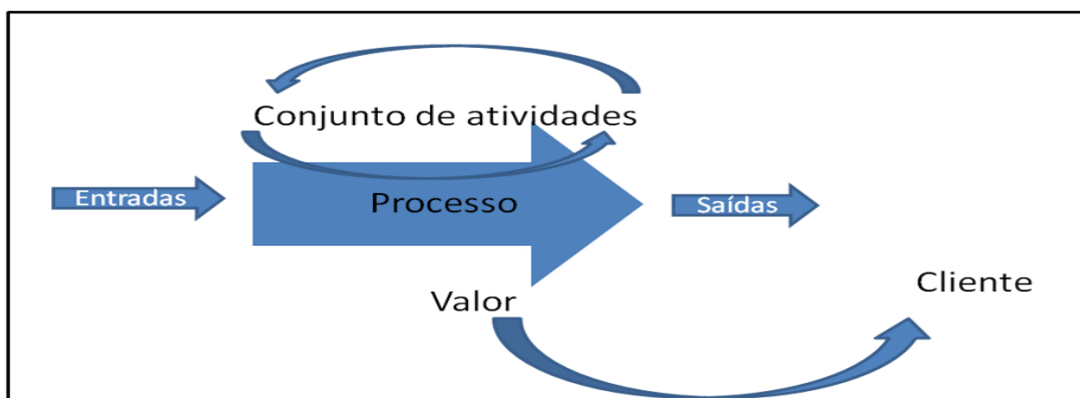 Conjunto de atividades
Entradas
Processo
Saídas
Valor
Cliente